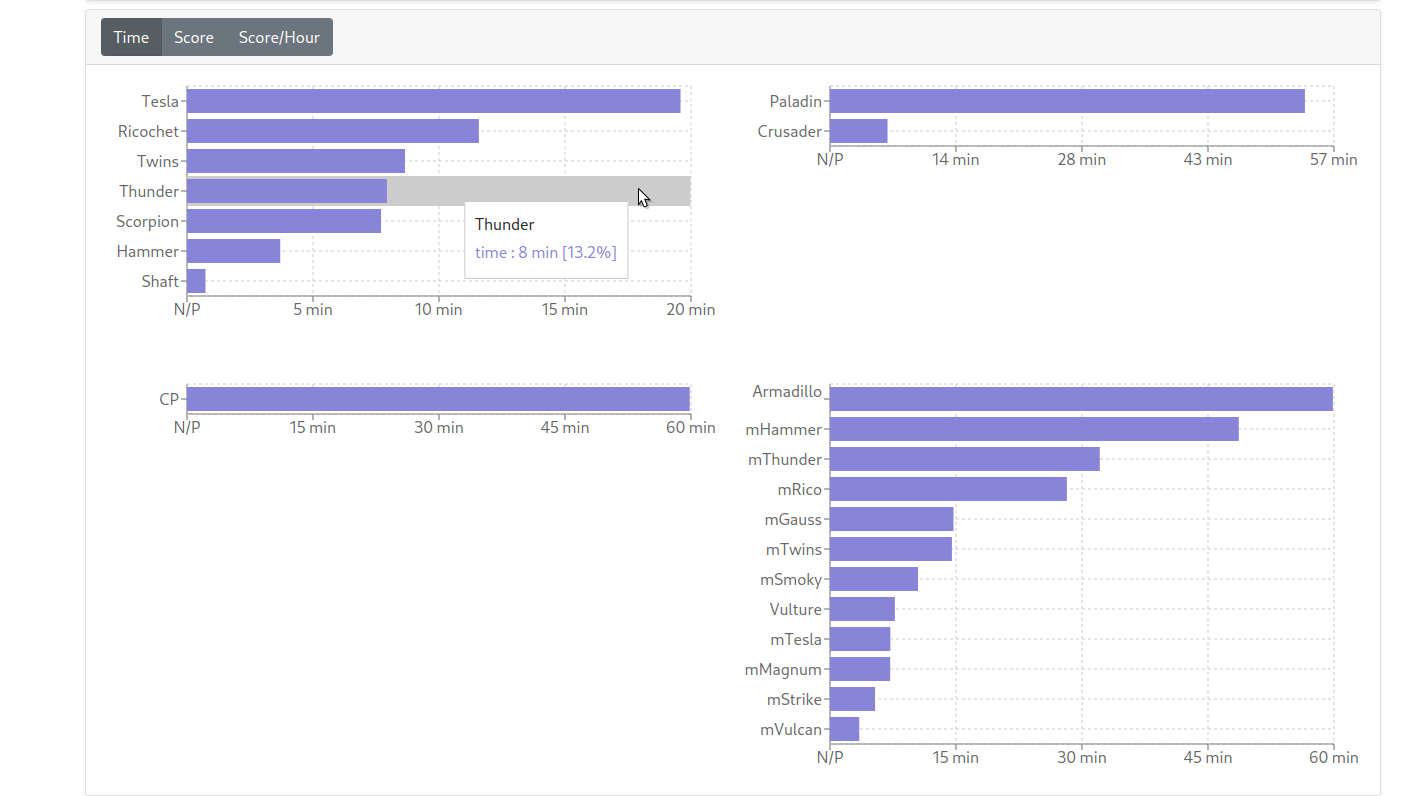 Time Score Score/Hour
Tesla
Ricochet
Twins
Thunder
Scorpion
Hammer
Shaft
N/P 5 min 10 min 15 min 20 min
Thunder
time : 8 min [13.2%]
Paladin
Crusader
N/P 14 min 28 min 43 min 57 min
CP
N/P 15 min 30 min 45 min 60 min
Armadillo
mHammer
mThunder
mRico
mGauss
mTwins
mSmoky
Vulture
mTesla
mMagnum
mStrike
mVulcan
N/P 15 min 30 min 45 min 60 min